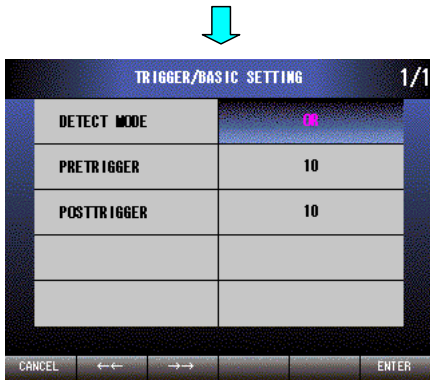 TRIGGER/BASIC SETTING 1/1
DETECT MODE OR
PRETRIGGER 10
POSTTRIGGER 10
CANCEL ←← →→ ENTER